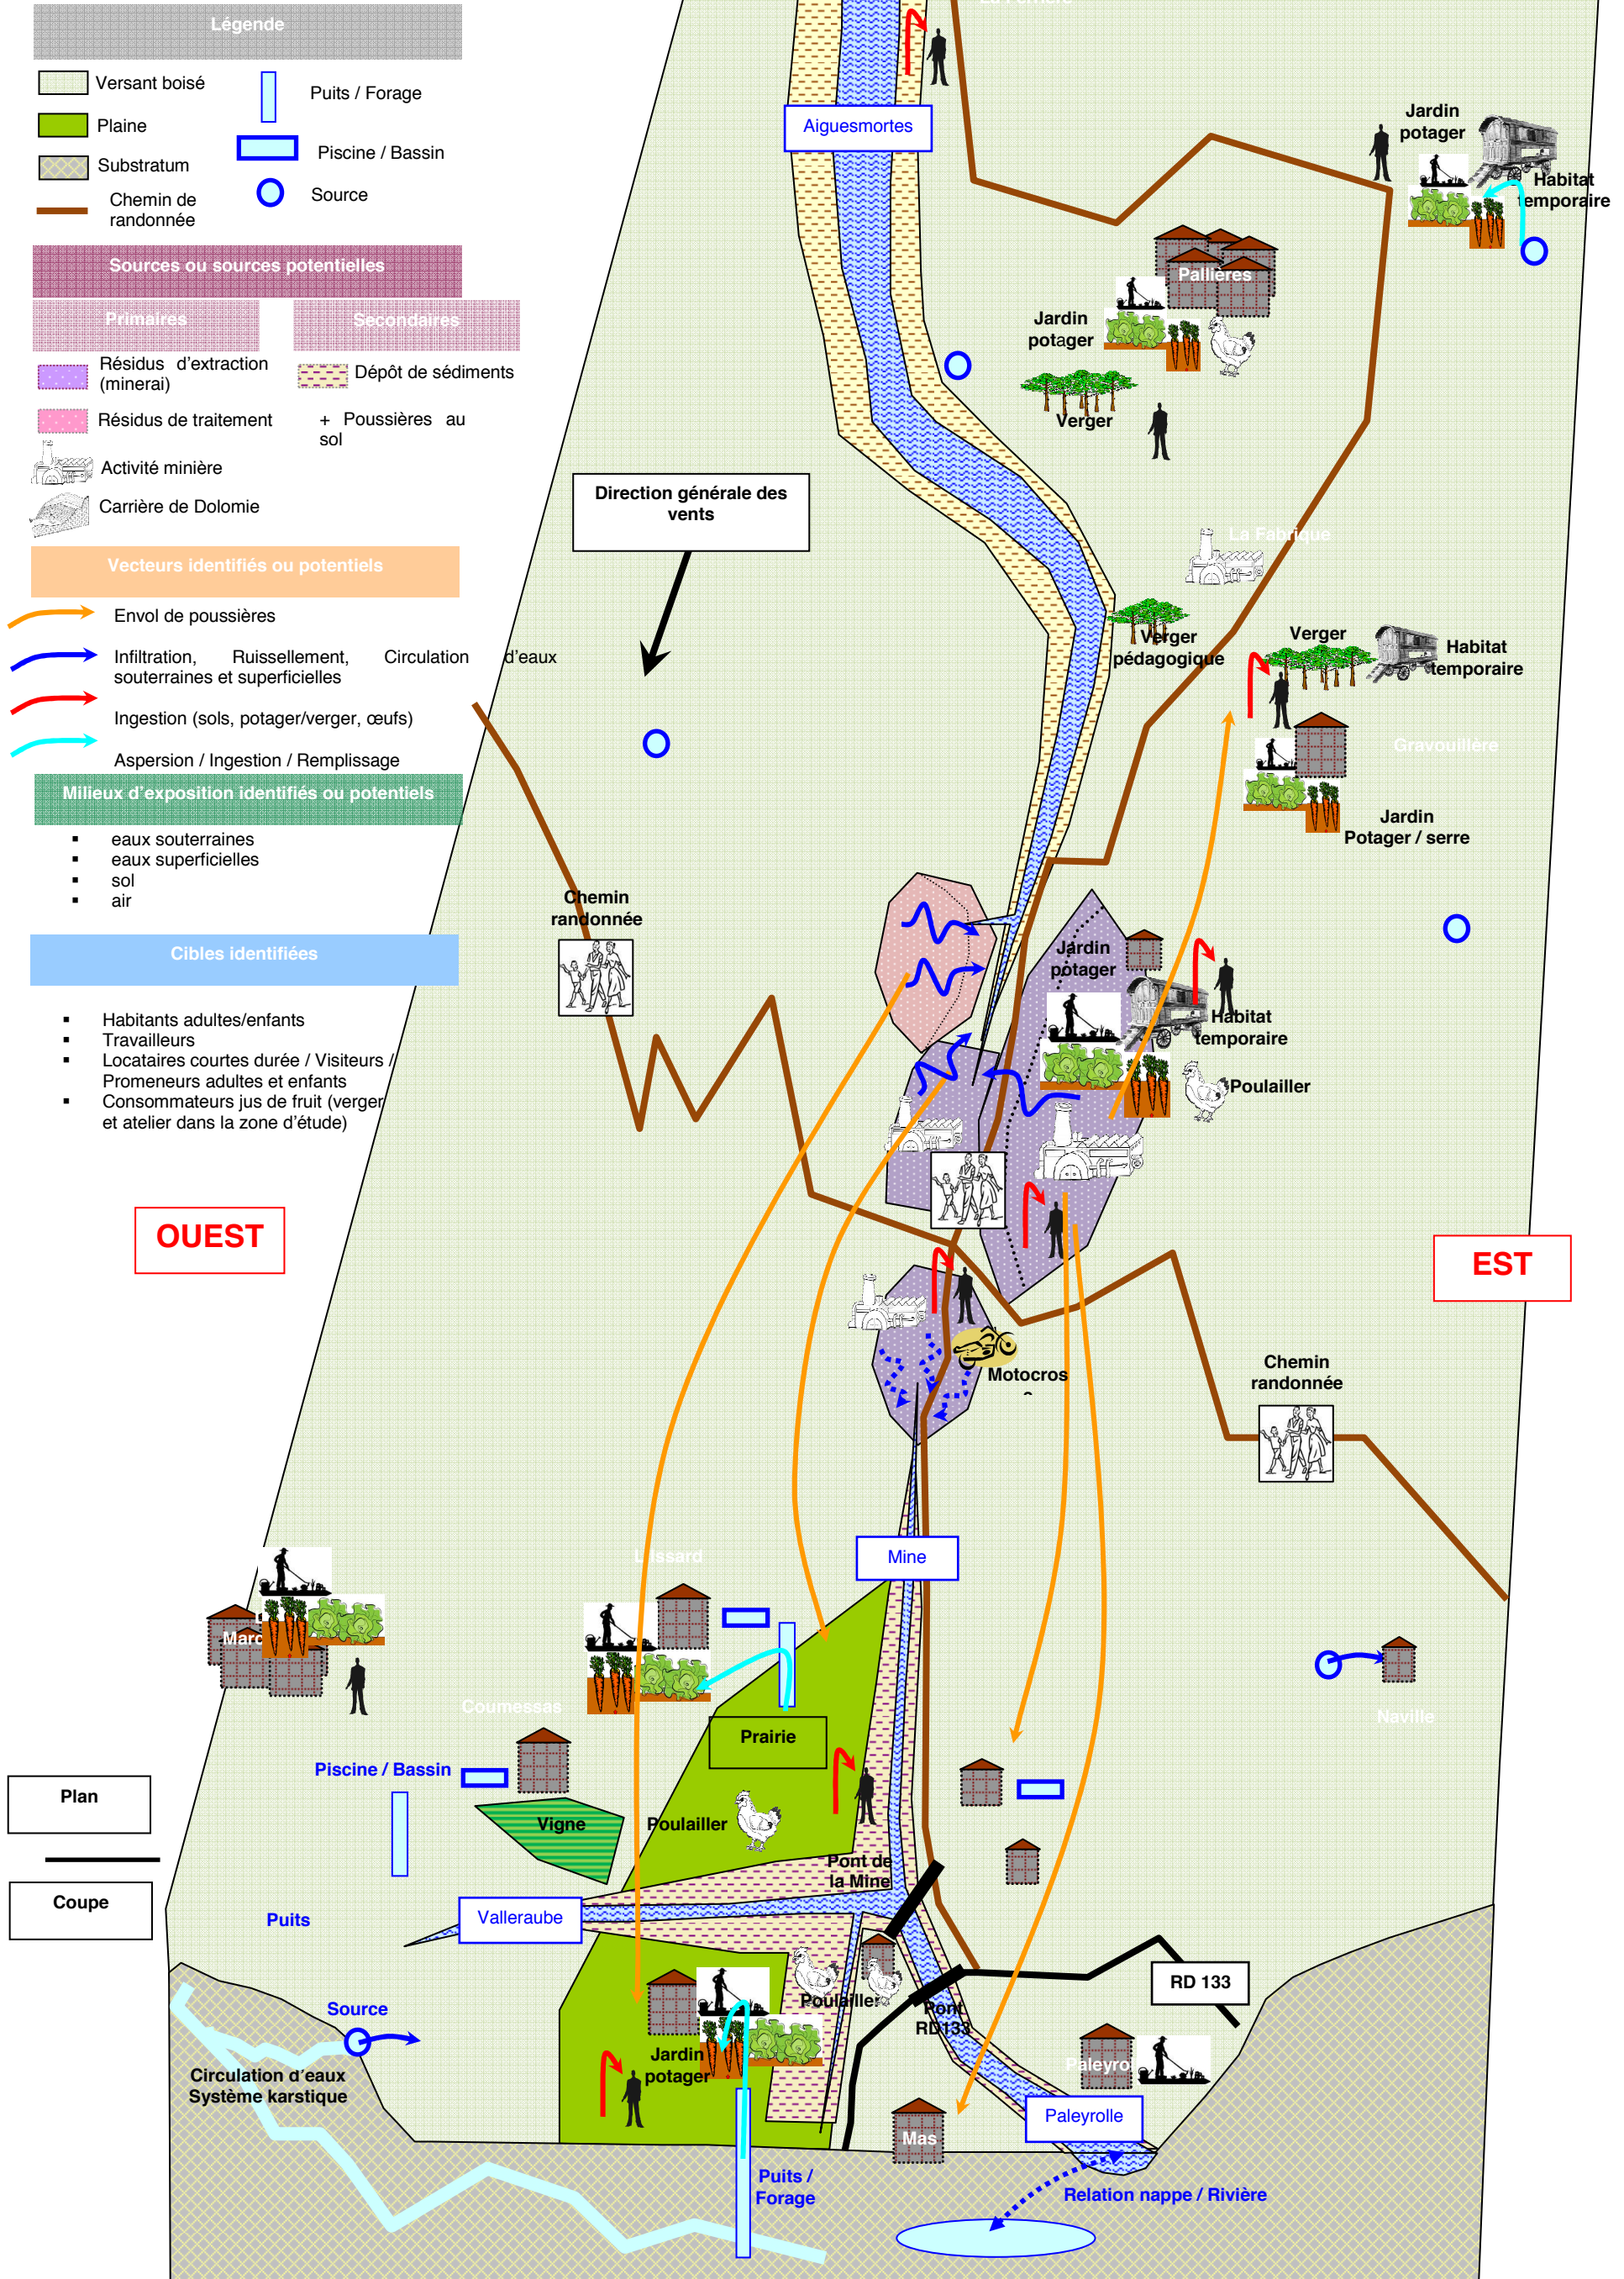 Légende
Versant boisé
Puits / Forage
Plaine
Piscine / Bassin
Substratum
Source
Chemin de
randonnée
Sources ou sources potentielles
Primaires
Secondaires
Résidus d'extraction
(minerai)
Dépôt de sédiments
Résidus de traitement
+ Poussières au
sol
Activité minière
Carrière de Dolomie
Vecteurs identifiés ou potentiels
Envol de poussières
Infiltration, Ruissellement, Circulation d'eaux
souterraines et superficielles
Ingestion (sols, potager/verger, œufs)
Aspersion / Ingestion / Remplissage
Milieux d'exposition identifiés ou potentiels
▪ eaux souterraines
▪ eaux superficielles
▪ sol
▪ air
Cibles identifiées
▪ Habitants adultes/enfants
▪ Travailleurs
▪ Locataires courtes durée / Visiteurs /
Promeneurs adultes et enfants
▪ Consommateurs jus de fruit (verger
et atelier dans la zone d'étude)
OUEST
EST
Plan
Coupe
Aiguesmortes
Jardin
potager
Habitat
temporaire
Pallières
Jardin
potager
Verger
Direction générale des
vents
La Fabrique
Verger
pédagogique
Verger
Habitat
temporaire
Gravouillère
Jardin
Potager / serre
Chemin
randonnée
Jardin
potager
Habitat
temporaire
Poulailler
Motocros
Chemin
randonnée
Mine
Coumessas
Prairie
Naville
Piscine / Bassin
Vigne
Poulailler
Pont de
la Mine
Puits
Valleraube
RD 133
Source
Poulailler
Pont
RD133
Circulation d'eaux
Système karstique
Jardin
potager
Paleyrolle
Mas
Puits /
Forage
Relation nappe / Rivière